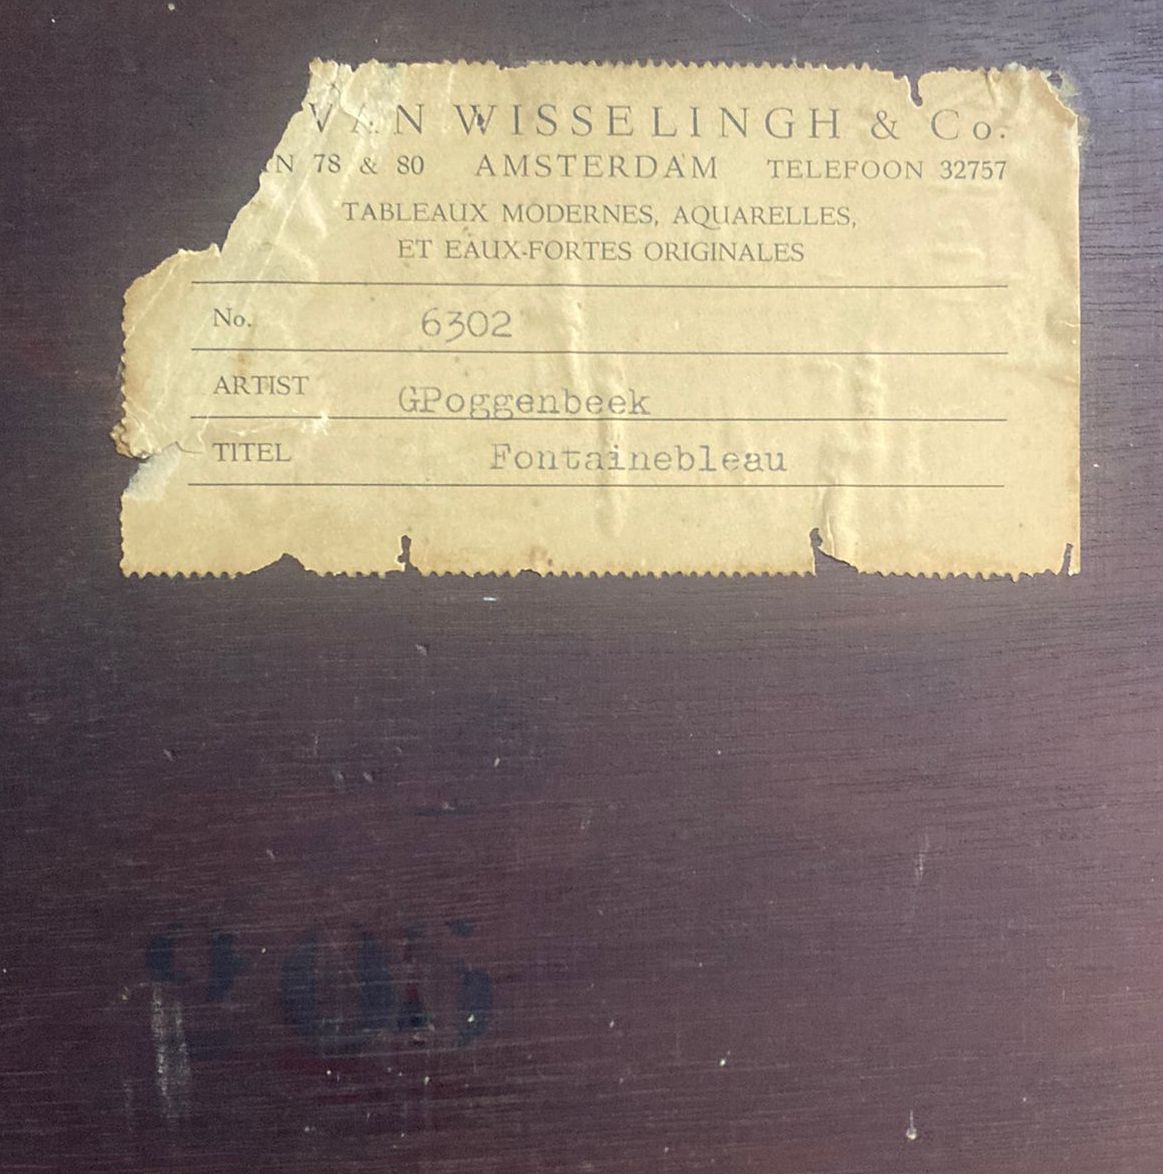 VAN WISSELINGH & Co.
N 78 & 80 AMSTERDAM TELEFOON 32757
TABLEAUX MODERNES, AQUARELLES,
ET EAUX-FORTES ORIGINALES
No. 6302
ARTIST GPoggenbeek
TITEL Fontainebleau